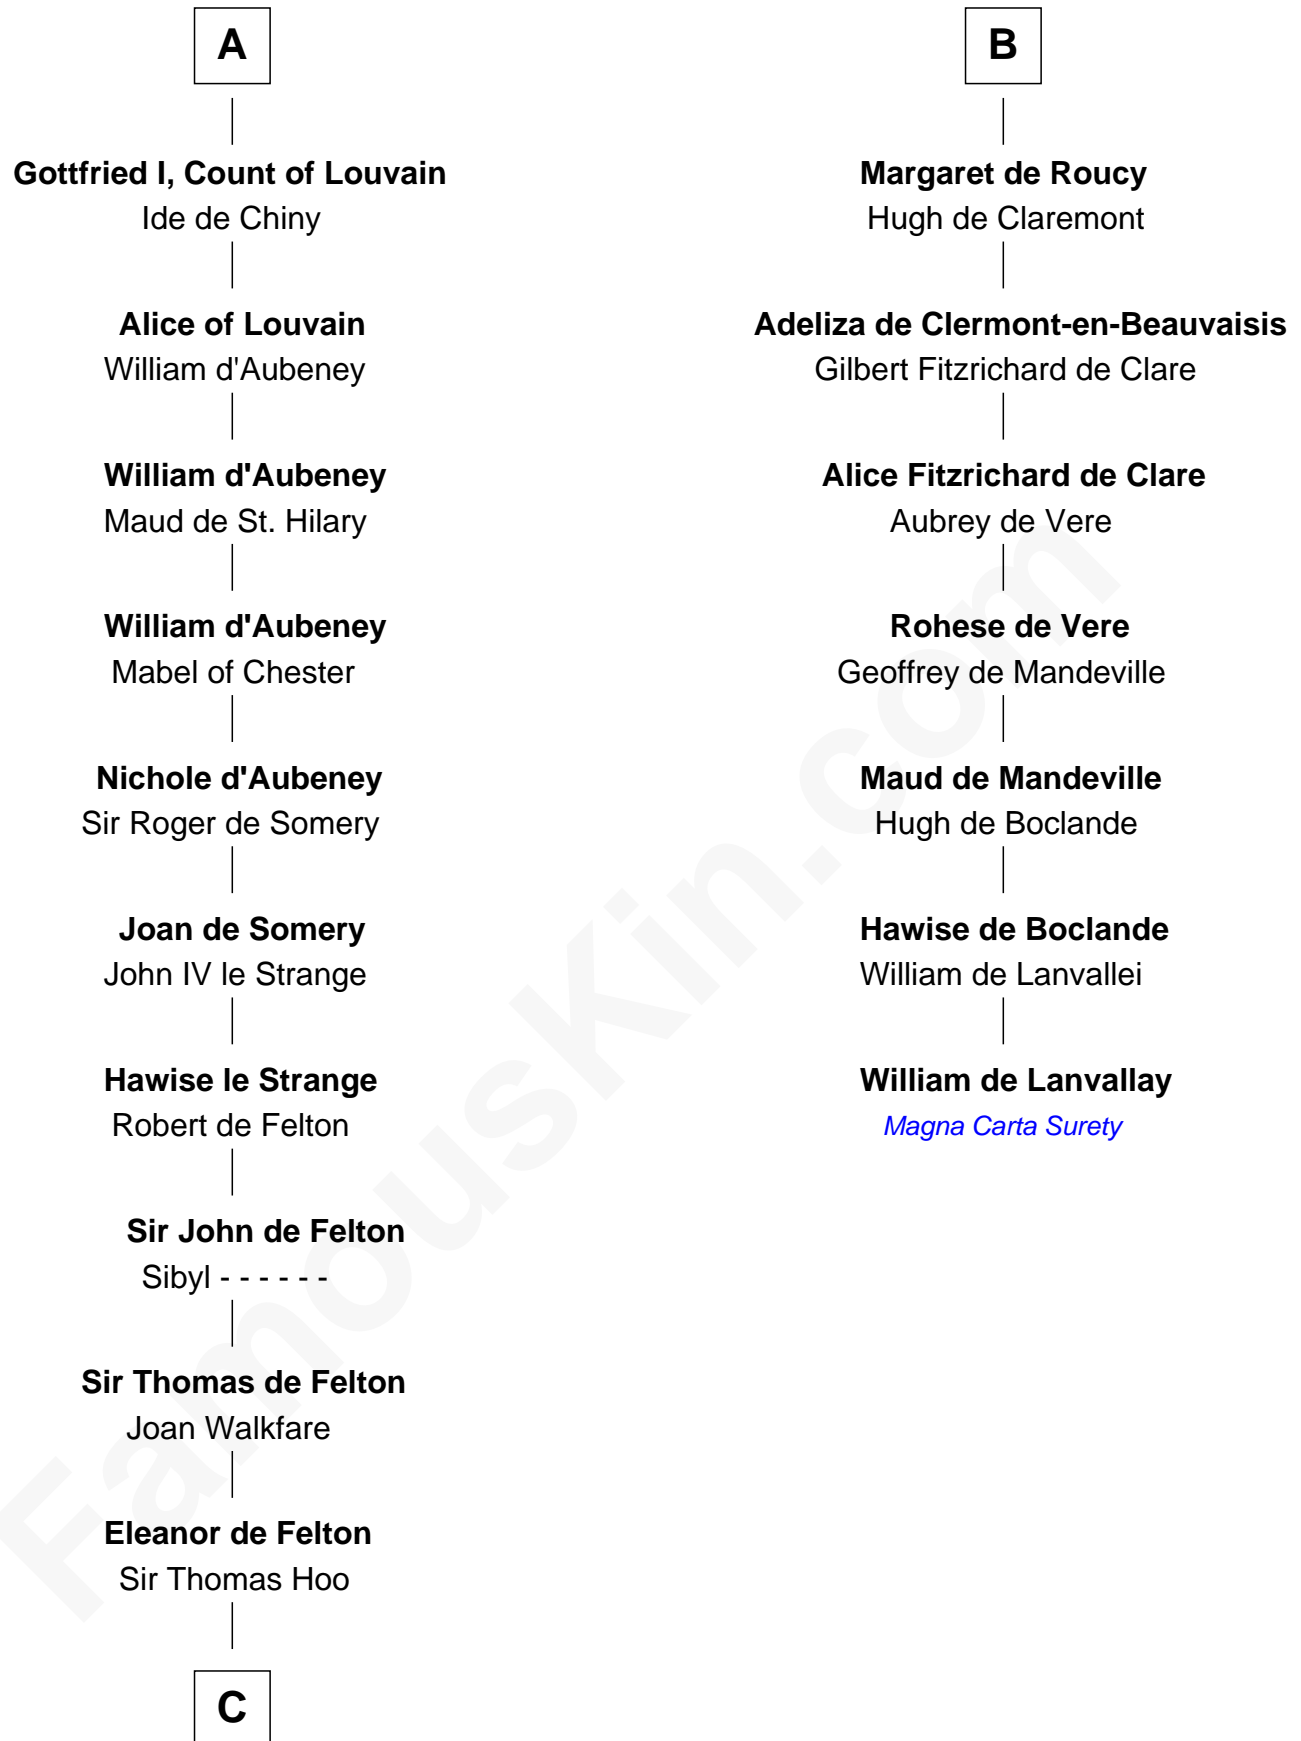 A
Gottfried I, Count of Louvain
Ide de Chiny
Alice of Louvain
William d'Aubeney
William d'Aubeney
Maud de St. Hilary
William d'Aubeney
Mabel of Chester
Nichole d'Aubeney
Sir Roger de Somery
Joan de Somery
John IV le Strange
Hawise le Strange
Robert de Felton
Sir John de Felton
Sibyl - - - - - -
Sir Thomas de Felton
Joan Walkfare
Eleanor de Felton
Sir Thomas Hoo
C
B
Margaret de Roucy
Hugh de Claremont
Adeliza de Clermont-en-Beauvaisis
Gilbert Fitzrichard de Clare
Alice Fitzrichard de Clare
Aubrey de Vere
Rohese de Vere
Geoffrey de Mandeville
Maud de Mandeville
Hugh de Boclande
Hawise de Boclande
William de Lanvallei
William de Lanvallay
Magna Carta Surety
FamousKin.com